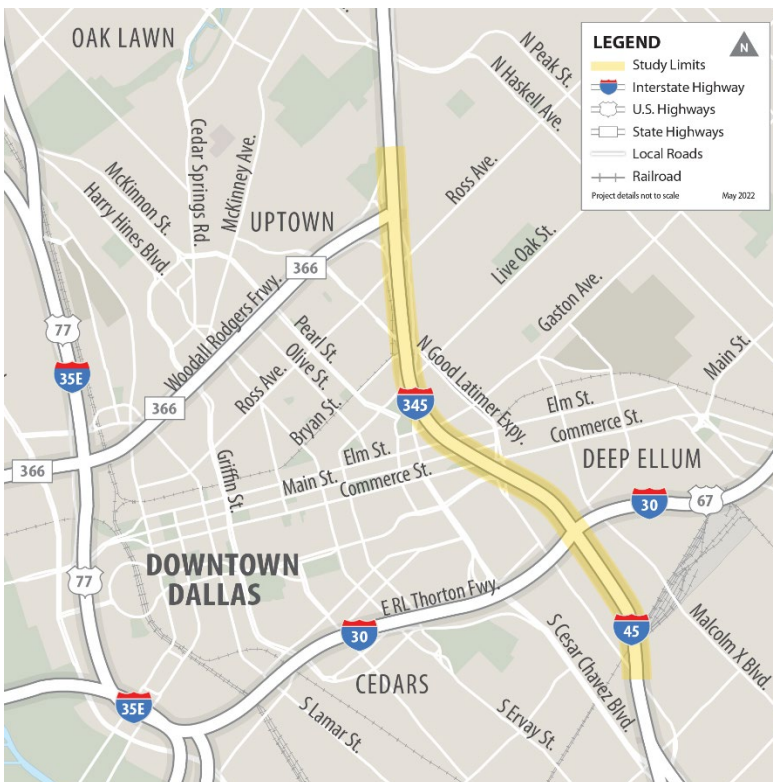 OAK LAWN
N Peak St.
N Haskell Ave.
LEGEND
N
Study Limits
Interstate Highway
U.S. Highways
State Highways
Local Roads
Railroad
Project details not to scale
May 2022
Cedar Springs Rd.
McKinney Ave.
McKinnon St.
Harry Hines Blvd.
UPTOWN
Ross Ave.
Live Oak St.
366
Woodall Rodgers Frwy.
Gaston Ave.
77
35E
Pearl St.
Olive St.
N Good Latimer Expy.
Main St.
366
Ross Ave.
Bryan St.
345
Elm St.
Commerce St.
366
Griffin St.
Elm St.
Main St.
Commerce St.
DEEP ELLUM
30
67
77
DOWNTOWN
DALLAS
E RL Thorton Fwy.
30
45
S Cesar Chavez Blvd.
Malcolm X Blvd.
CEDARS
35E
S Lamar St.
S Ervay St.